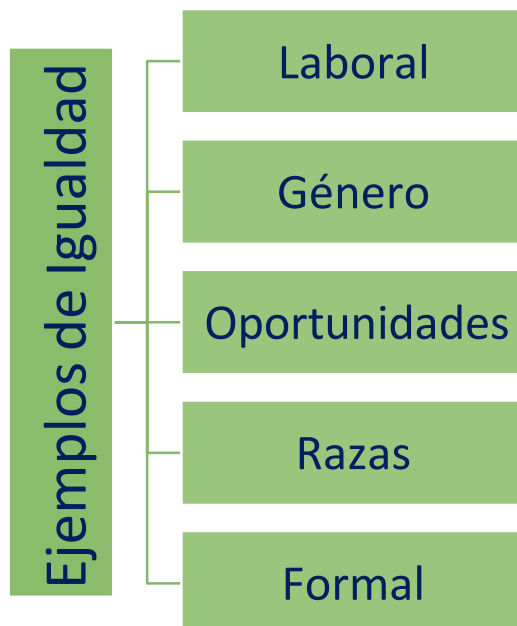 Ejemplos de Igualdad
Laboral
Género
Oportunidades
Razas
Formal